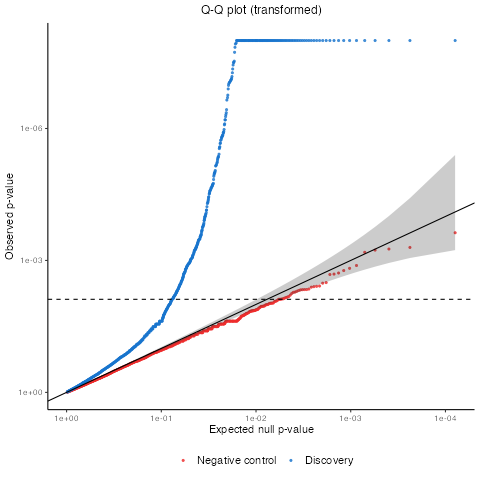 Q-Q plot (transformed)
Observed p-value
1e-06
1e-03
1e+00
1e+00
1e-01
1e-02
1e-03
1e-04
Expected null p-value
Negative control
Discovery